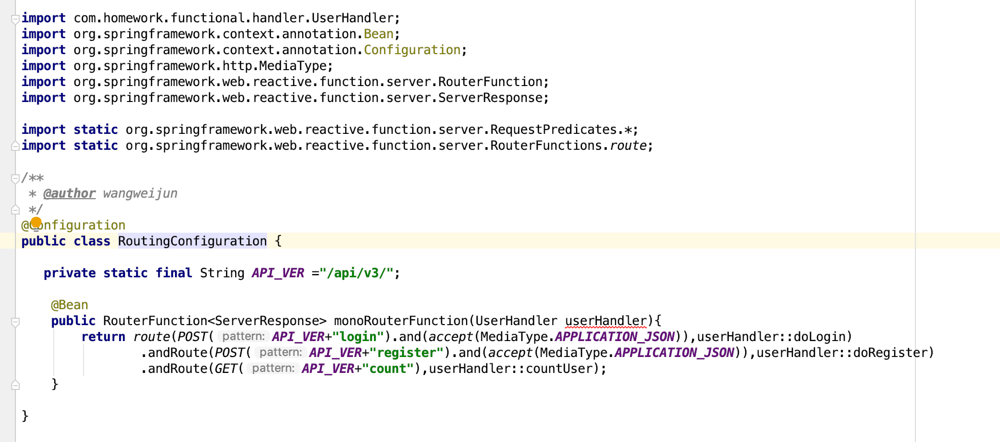 import com.homework.functional.handler.UserHandler;
import org.springframework.context.annotation.Bean;
import org.springframework.context.annotation.Configuration;
import org.springframework.http.MediaType;
import org.springframework.web.reactive.function.server.RouterFunction;
import org.springframework.web.reactive.function.server.ServerResponse;
import static org.springframework.web.reactive.function.server.RequestPredicates.*;
import static org.springframework.web.reactive.function.server.RouterFunctions.route;
/**
* @author wangweijun
*/
@Configuration
public class RoutingConfiguration {
private static final String API_VER ="/api/v3/";
@Bean
public RouterFunction<ServerResponse> monoRouterFunction(UserHandler userHandler){
return route(POST( pattern: API_VER+"login").and(accept(MediaType.APPLICATION_JSON)),userHandler::doLogin)
.andRoute(POST( pattern: API_VER+"register").and(accept(MediaType.APPLICATION_JSON)),userHandler::doRegister)
.andRoute(GET( pattern: API_VER+"count"),userHandler::countUser);
}
}